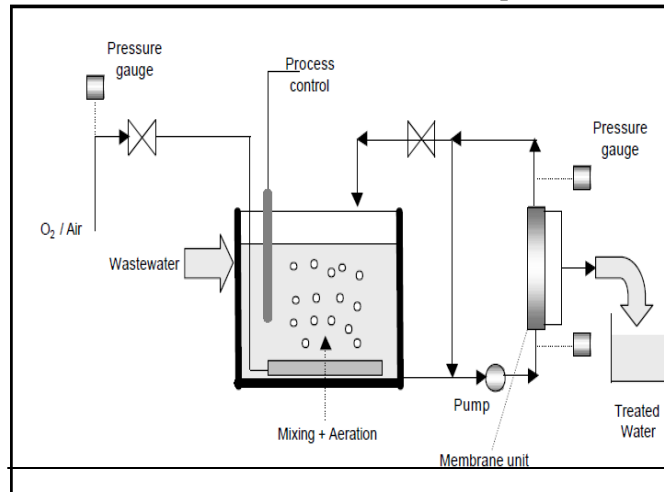 Pressure
gauge
Process
control
Pressure
gauge
O2 / Air
Wastewater
Pump
Mixing + Aeration
Membrane unit
Treated
Water